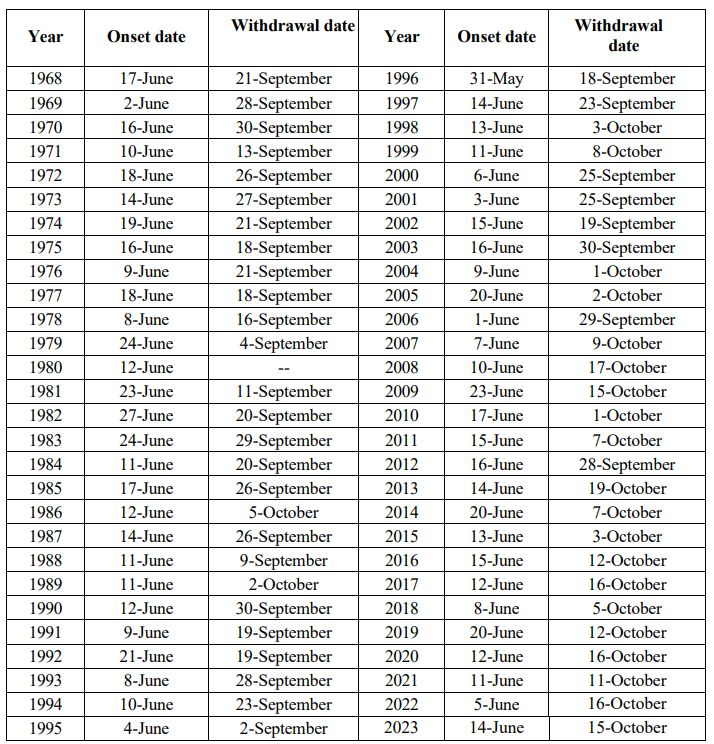 Year Onset date Withdrawal date Year Onset date Withdrawal
date
1968 17-June 21-September 1996 31-May 18-September
1969 2-June 28-September 1997 14-June 23-September
1970 16-June 30-September 1998 13-June 3-October
1971 10-June 13-September 1999 11-June 8-October
1972 18-June 26-September 2000 6-June 25-September
1973 14-June 27-September 2001 3-June 25-September
1974 19-June 21-September 2002 15-June 19-September
1975 16-June 18-September 2003 16-June 30-September
1976 9-June 21-September 2004 9-June 1-October
1977 18-June 18-September 2005 20-June 2-October
1978 8-June 16-September 2006 1-June 29-September
1979 24-June 4-September 2007 7-June 9-October
1980 12-June -- 2008 10-June 17-October
1981 23-June 11-September 2009 23-June 15-October
1982 27-June 20-September 2010 17-June 1-October
1983 24-June 29-September 2011 15-June 7-October
1984 11-June 20-September 2012 16-June 28-September
1985 17-June 26-September 2013 14-June 19-October
1986 12-June 5-October 2014 20-June 7-October
1987 14-June 26-September 2015 13-June 3-October
1988 11-June 9-September 2016 15-June 12-October
1989 11-June 2-October 2017 12-June 16-October
1990 12-June 30-September 2018 8-June 5-October
1991 9-June 19-September 2019 20-June 12-October
1992 21-June 19-September 2020 12-June 16-October
1993 8-June 28-September 2021 11-June 11-October
1994 10-June 23-September 2022 5-June 16-October
1995 4-June 2-September 2023 14-June 15-October